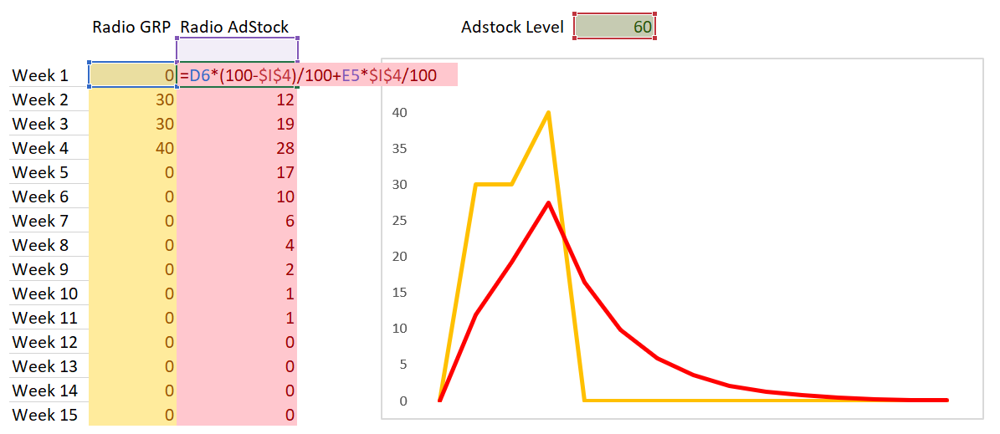 Radio GRP Radio AdStock Adstock Level 60
Week 1 0 =D6*(100-$I$4)/100+E5*$I$4/100
Week 2 30 12
Week 3 30 19
Week 4 40 28
Week 5 0 17
Week 6 0 10
Week 7 0 6
Week 8 0 4
Week 9 0 2
Week 10 0 1
Week 11 0 1
Week 12 0 0
Week 13 0 0
Week 14 0 0
Week 15 0 0
40
35
30
25
20
15
10
5
0